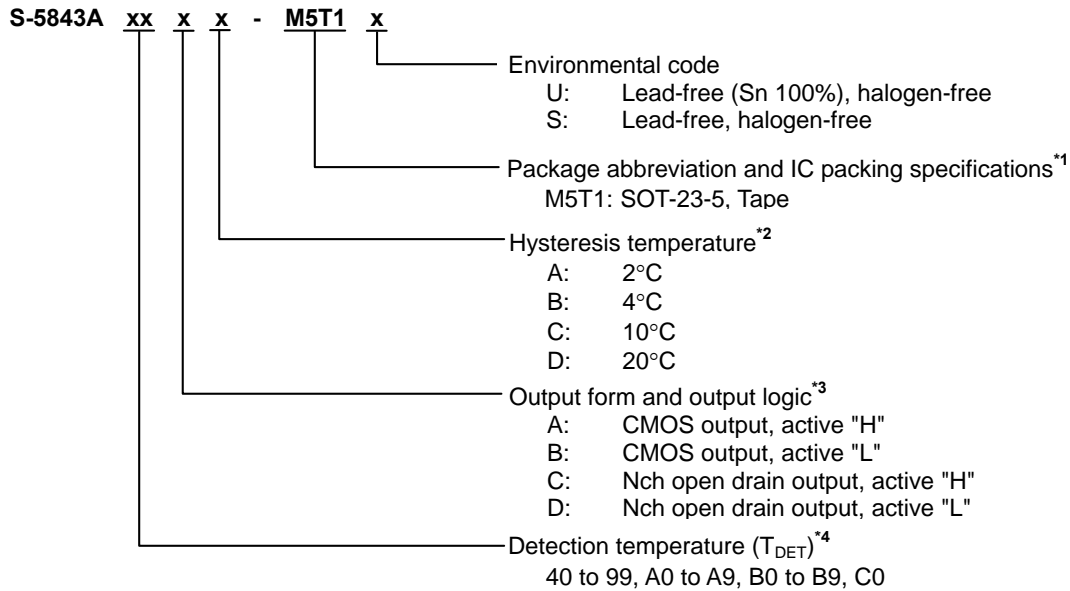 S-5843A xx x x - M5T1 x
Environmental code
U: Lead-free (Sn 100%), halogen-free
S: Lead-free, halogen-free
Package abbreviation and IC packing specifications*1
M5T1: SOT-23-5, Tape
Hysteresis temperature*2
A: 2°C
B: 4°C
C: 10°C
D: 20°C
Output form and output logic*3
A: CMOS output, active "H"
B: CMOS output, active "L"
C: Nch open drain output, active "H"
D: Nch open drain output, active "L"
Detection temperature (TDET)*4
40 to 99, A0 to A9, B0 to B9, C0